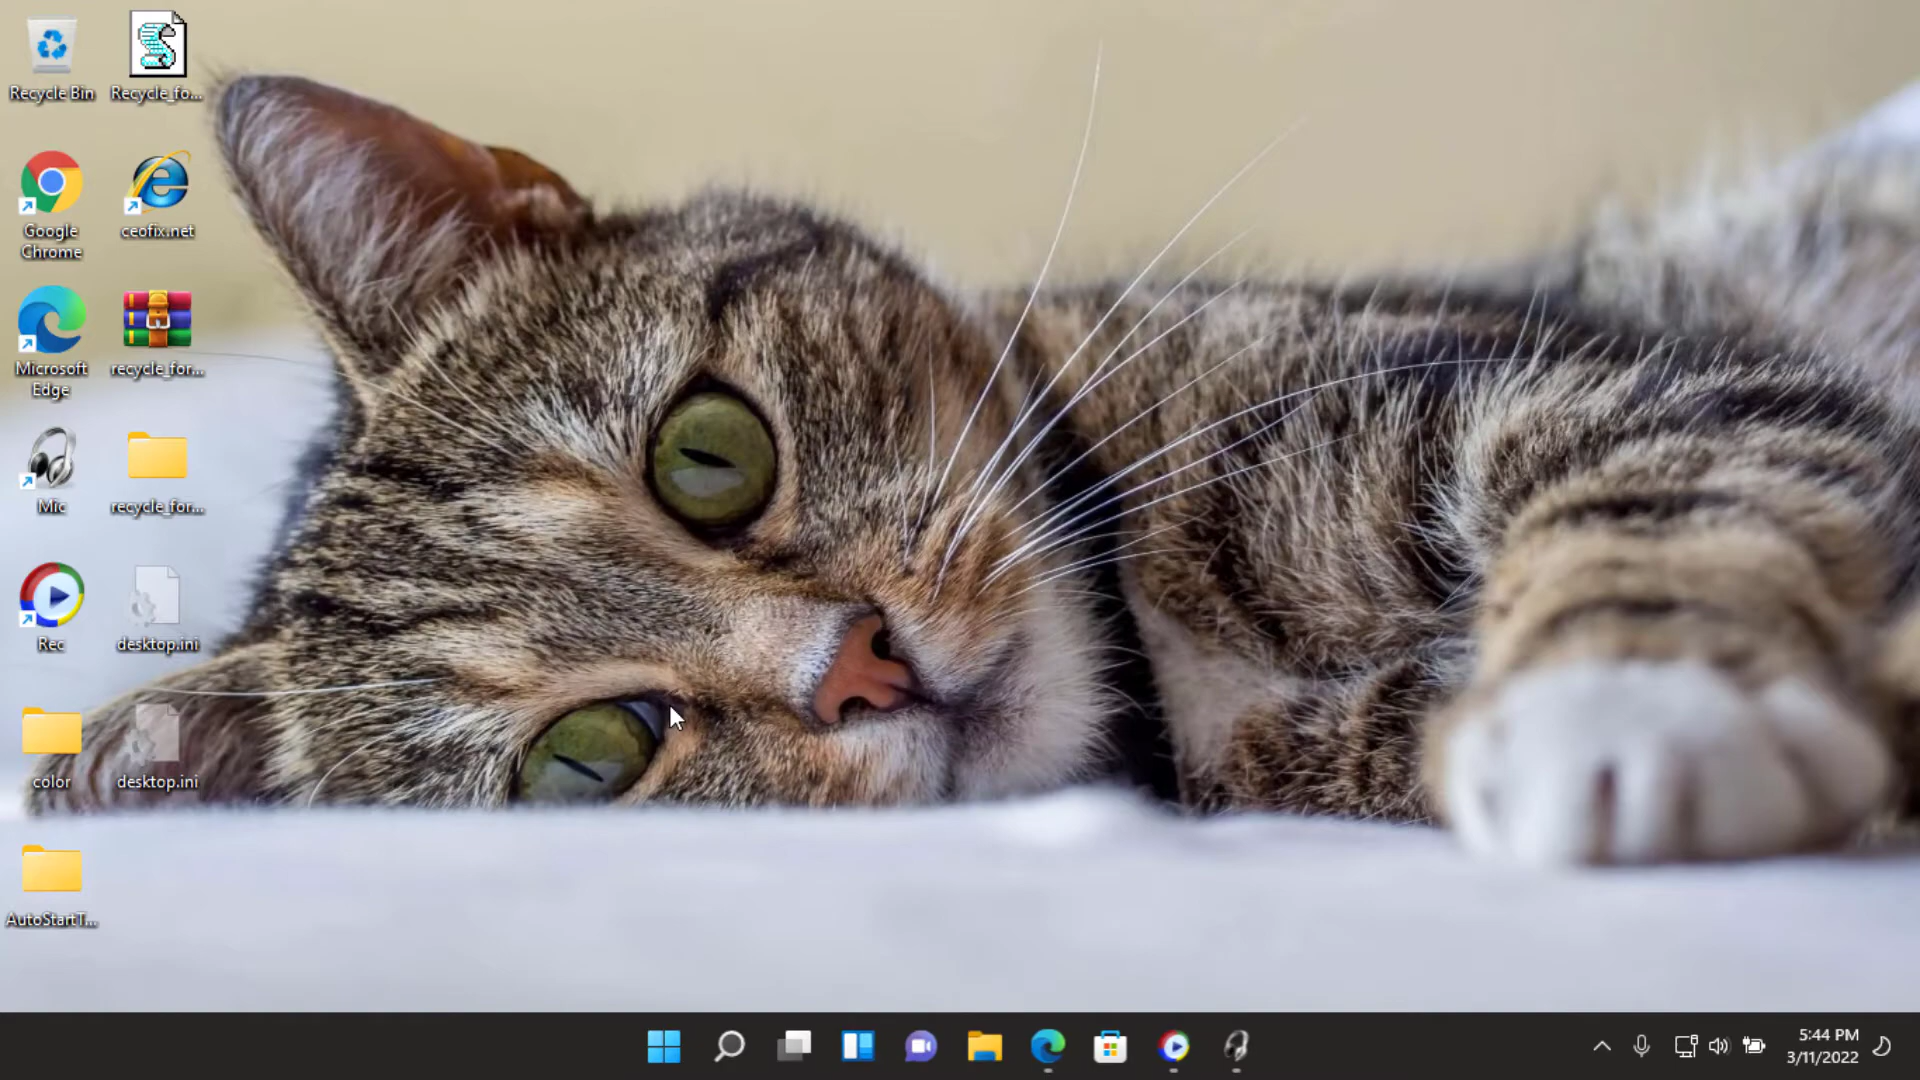 Recycle Bin
Recycle_fo...
Google
Chrome
ceofix.net
Microsoft
Edge
recycle_for...
Mic
recycle_for...
Rec
desktop.ini
color
desktop.ini
AutoStartT...
5:44 PM
3/11/2022